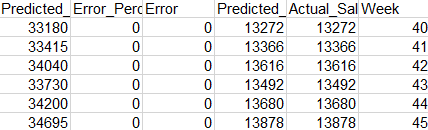 Predicted_ Error_Perc Error Predicted_ Actual_Sal Week
33180 0 0 13272 13272 40
33415 0 0 13366 13366 41
34040 0 0 13616 13616 42
33730 0 0 13492 13492 43
34200 0 0 13680 13680 44
34695 0 0 13878 13878 45